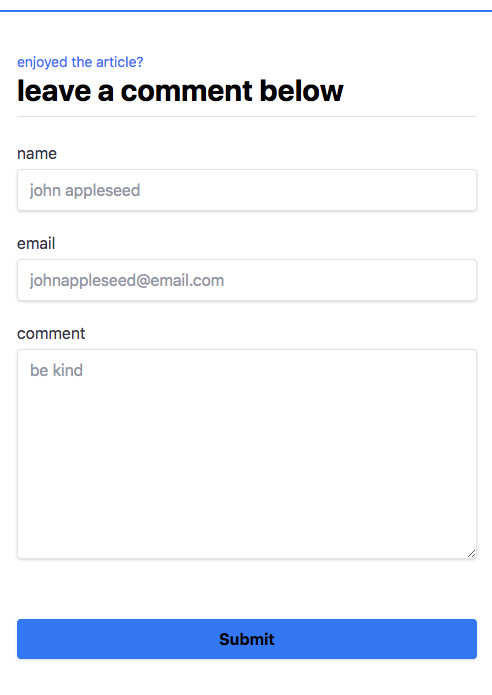 enjoyed the article?
leave a comment below
name
john appleseed
email
johnappleseed@email.com
comment
be kind
Submit